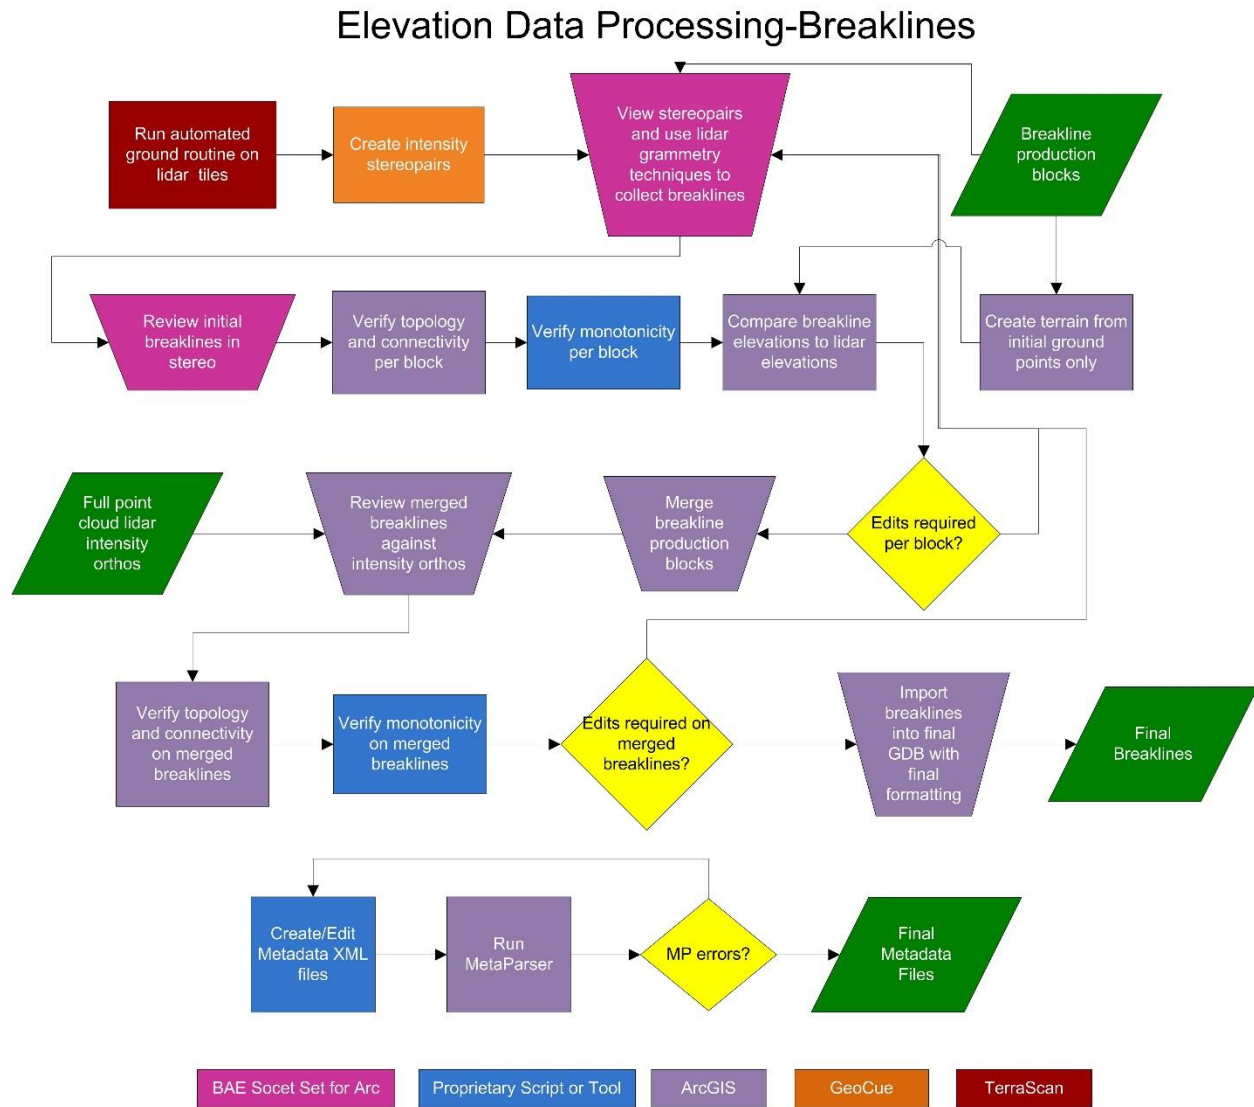 Elevation Data Processing-Breaklines
Run automated
ground routine on
lidar tiles
Create intensity
stereopairs
View stereopairs
and use lidar
grammetry
techniques to
collect breaklines
Breakline
production
blocks
Review initial
breaklines in
stereo
Verify topology
and connectivity
per block
Verify monotonicity
per block
Compare breakline
elevations to lidar
elevations
Create terrain from
initial ground
points only
Full point
cloud lidar
intensity
orthos
Review merged
breaklines
against
intensity orthos
Merge
breakline
production
blocks
Edits required
per block?
Verify topology
and connectivity
on merged
breaklines
Verify monotonicity
on merged
breaklines
Edits required on
merged
breaklines?
Import
breaklines
into final
GDB with
final
formatting
Final
Breaklines
Create/Edit
Metadata XML
files
Run
MetaParser
MP errors?
Final
Metadata
Files
BAE Socet Set for Arc
Proprietary Script or Tool
ArcGIS
GeoCue
TerraScan